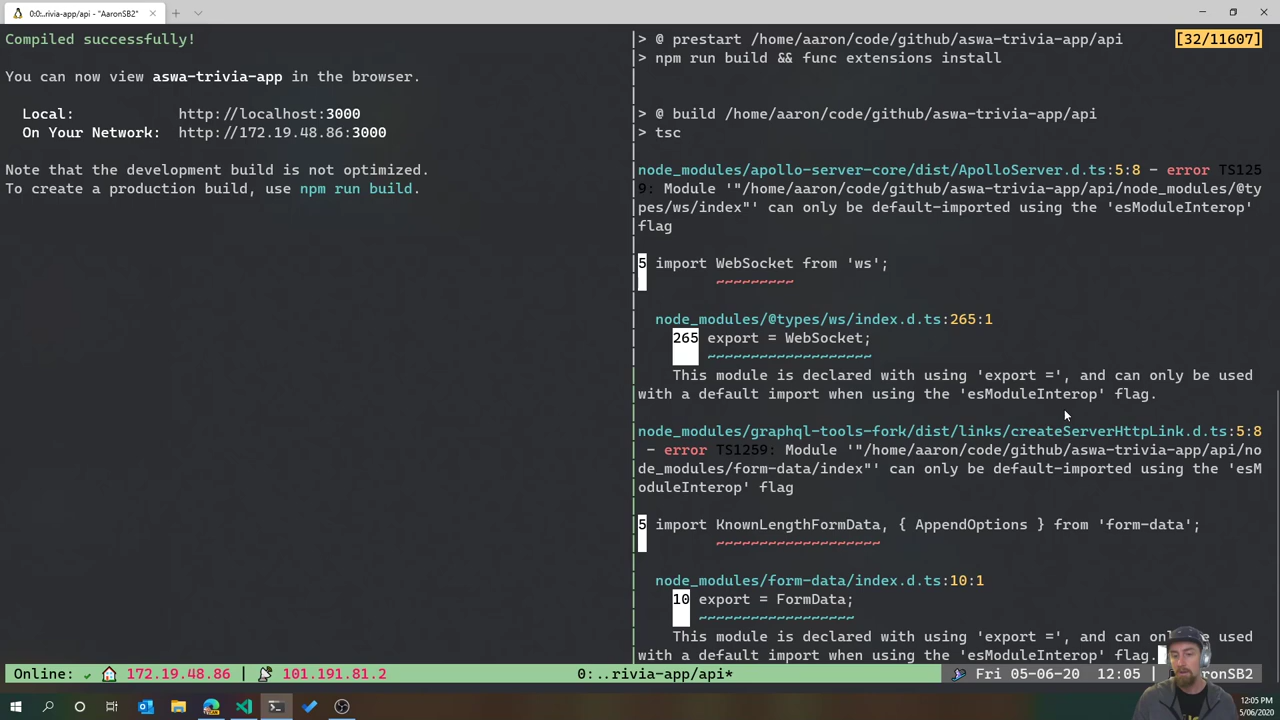 0:0:..rivia-app/api - "AaronSB2"
Compiled successfully!
You can now view aswa-trivia-app in the browser.
Local: http://localhost:3000
On Your Network: http://172.19.48.86:3000
Note that the development build is not optimized.
To create a production build, use npm run build.
> @ prestart /home/aaron/code/github/aswa-trivia-app/api
[32/11607]
> npm run build && func extensions install
> @ build /home/aaron/code/github/aswa-trivia-app/api
> tsc
node_modules/apollo-server-core/dist/ApolloServer.d.ts:5:8 - error TS125
9: Module '"/home/aaron/code/github/aswa-trivia-app/api/node_modules/@ty
pes/ws/index"' can only be default-imported using the 'esModuleInterop'
flag
5 import WebSocket from 'ws';
~~~~~~~~~
node_modules/@types/ws/index.d.ts:265:1
265 export = WebSocket;
~~~~~~~~~~~~~~~~~~~
This module is declared with using 'export =', and can only be used
with a default import when using the 'esModuleInterop' flag.
node_modules/graphql-tools-fork/dist/links/createServerHttpLink.d.ts:5:8
- error TS1259: Module '"/home/aaron/code/github/aswa-trivia-app/api/no
de_modules/form-data/index"' can only be default-imported using the 'esM
oduleInterop' flag
5 import KnownLengthFormData, { AppendOptions } from 'form-data';
~~~~~~~~~~~~~~~~~~~
node_modules/form-data/index.d.ts:10:1
10 export = FormData;
~~~~~~~~~~~~~~~~~~
This module is declared with using 'export =', and can only be used
with a default import when using the 'esModuleInterop' flag.
Online: ✓ 172.19.48.86 | 101.191.81.2
0:..rivia-app/api*
Fri 05-06-20 12:05
12:05 PM
5/06/2020